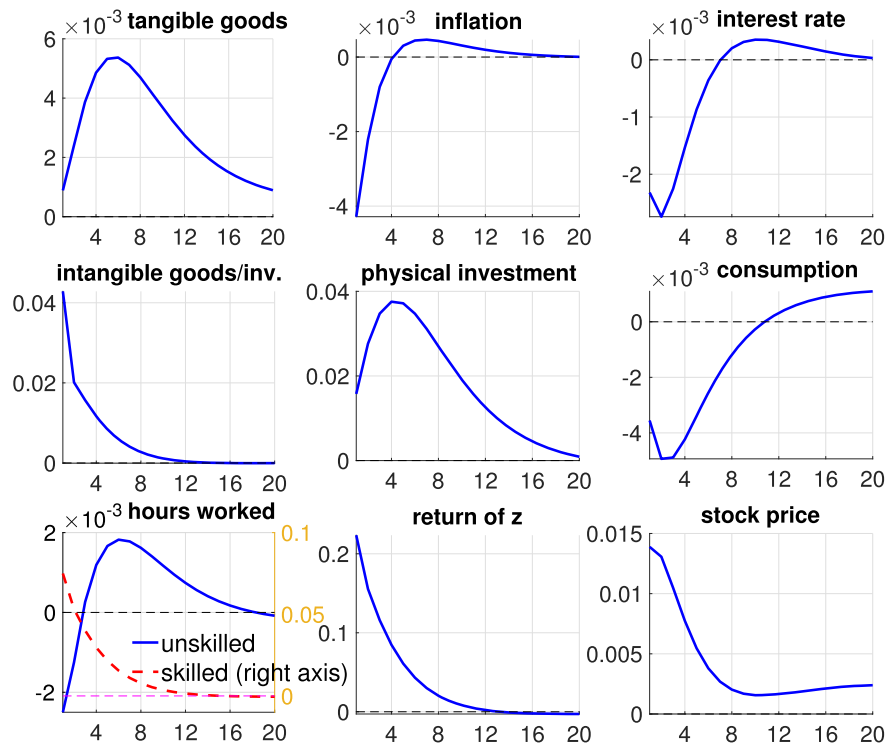 ×10⁻³ tangible goods
6
4
2
0
4 8 12 16 20
×10⁻³ inflation
0
-2
-4
4 8 12 16 20
×10⁻³ interest rate
0
-1
-2
4 8 12 16 20
intangible goods/inv.
0.04
0.02
0
4 8 12 16 20
physical investment
0.04
0.02
0
4 8 12 16 20
×10⁻³ consumption
0
-2
-4
4 8 12 16 20
×10⁻³ hours worked
2
0
-2
0.1
0.05
0
unskilled
skilled (right axis)
4 8 12 16 20
return of z
0.2
0.1
0
4 8 12 16 20
stock price
0.015
0.01
0.005
0
4 8 12 16 20